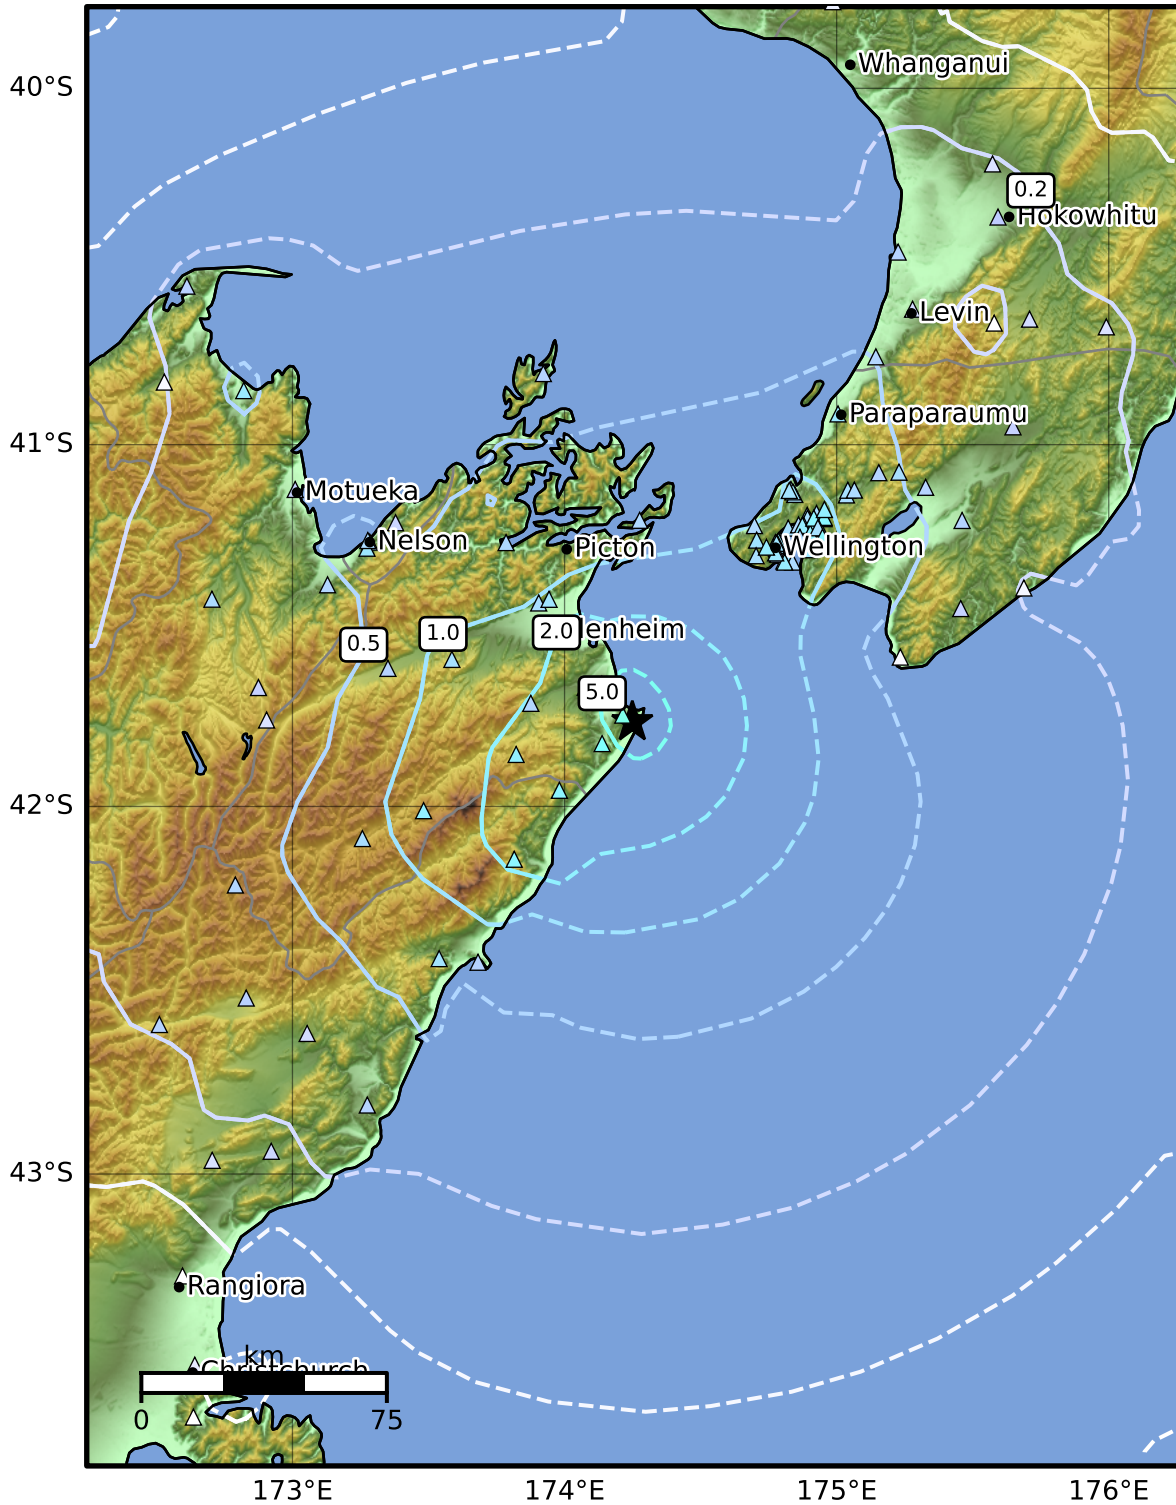 Whanganui
40°S
0.2
Hokowhitu
Levin
Paraparaumu
41°S
Motueka
Nelson
Picton
Wellington
0.5
1.0
2.0
lenheim
5.0
42°S
43°S
Rangiora
km
Christchurch
0
75
173°E
174°E
175°E
176°E